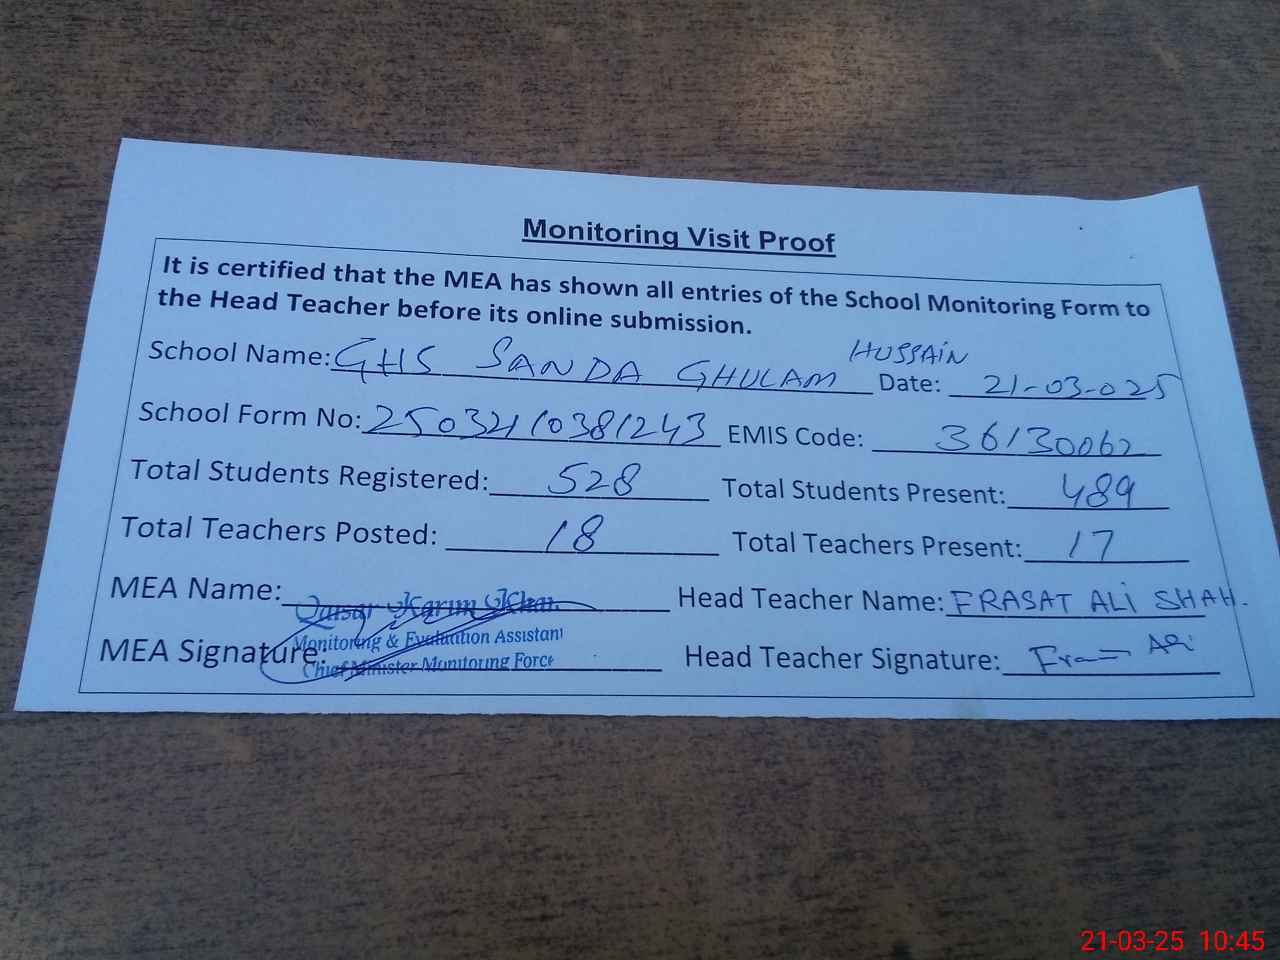 Monitoring Visit Proof
It is certified that the MEA has shown all entries of the School Monitoring Form to
the Head Teacher before its online submission.
School Name: GHS SANDA GHULAM HUSSAIN Date: 21-03-025
School Form No: 25032110381243 EMIS Code: 36130062
Total Students Registered: 528 Total Students Present: 489
Total Teachers Posted: 18 Total Teachers Present: 17
MEA Name: Qaisar Karim Khan Head Teacher Name: FRASAT ALI SHAH.
Monitoring & Evaluation Assistant
MEA Signature: Head Teacher Signature:
Chief Minister Monitoring Force
21-03-25 10:45